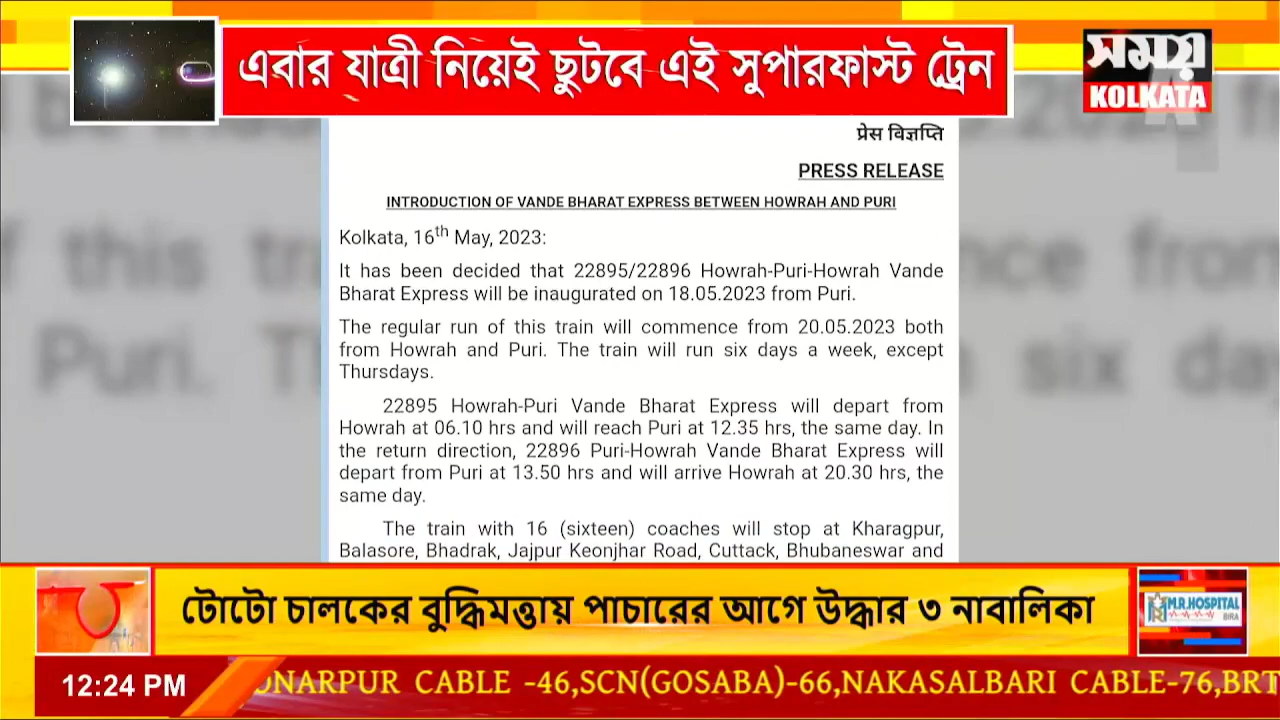 এবার যাত্রী নিয়েই ছুটবে এই সুপারফাস্ট ট্রেন
সময়
KOLKATA
प्रेस विज्ञप्ति
PRESS RELEASE
INTRODUCTION OF VANDE BHARAT EXPRESS BETWEEN HOWRAH AND PURI
Kolkata, 16th May, 2023:
It has been decided that 22895/22896 Howrah-Puri-Howrah Vande
Bharat Express will be inaugurated on 18.05.2023 from Puri.
The regular run of this train will commence from 20.05.2023 both
from Howrah and Puri. The train will run six days a week, except
Thursdays.
22895 Howrah-Puri Vande Bharat Express will depart from
Howrah at 06.10 hrs and will reach Puri at 12.35 hrs, the same day. In
the return direction, 22896 Puri-Howrah Vande Bharat Express will
depart from Puri at 13.50 hrs and will arrive Howrah at 20.30 hrs, the
same day.
The train with 16 (sixteen) coaches will stop at Kharagpur,
Balasore, Bhadrak, Jajpur Keonjhar Road, Cuttack, Bhubaneswar and
টোটো চালকের বুদ্ধিমত্তায় পাচারের আগে উদ্ধার ৩ নাবালিকা
M.R.HOSPITAL
BIRA
12:24 PM
ONARPUR CABLE -46,SCN(GOSABA)-66,NAKASALBARI CABLE-76,BRT